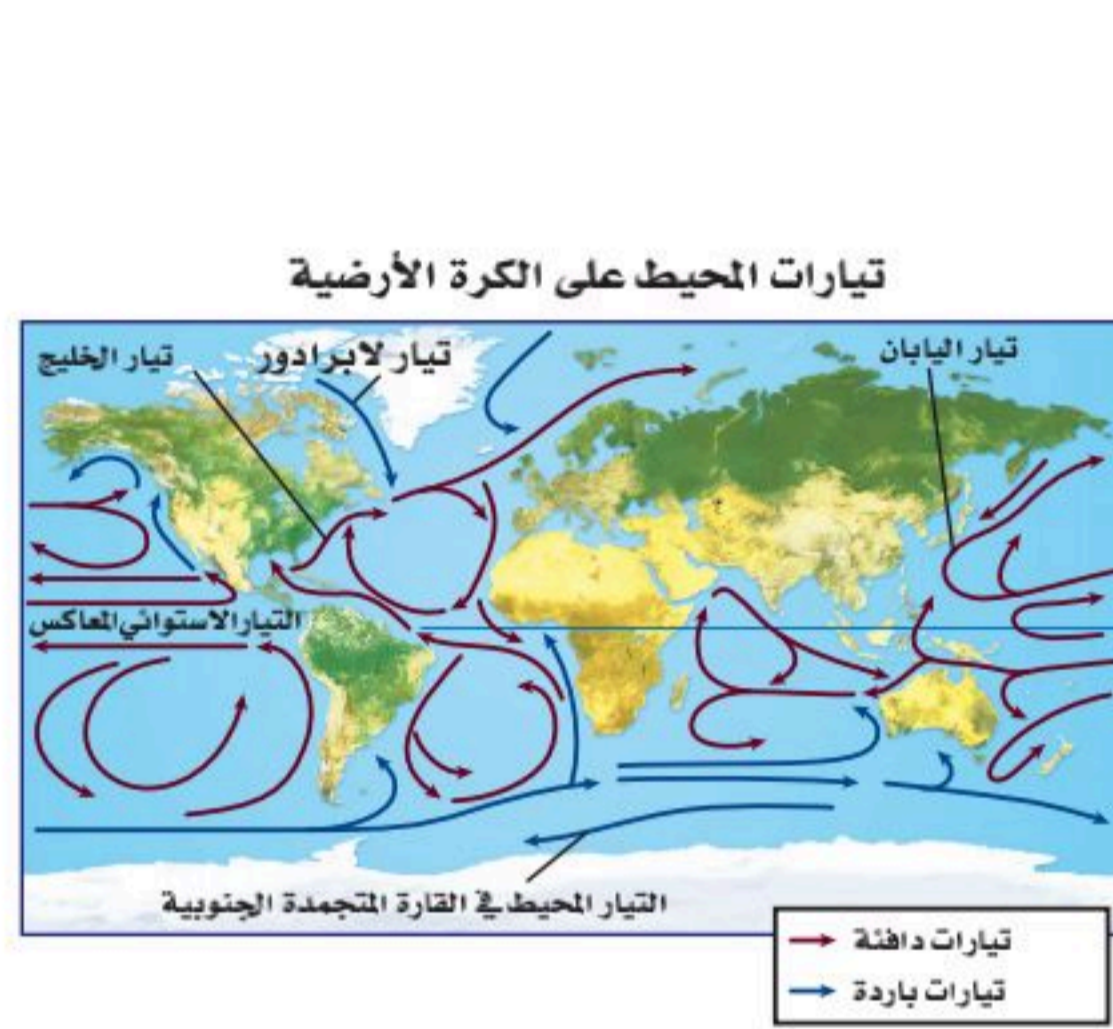 تيارات المحيط على الكرة الأرضية
تيار اليابان
تيار لابرادور
تيار الخليج
التيار الاستوائي المعاكس
التيار المحيط في القارة المتجمدة الجنوبية
تيارات دافئة
تيارات باردة